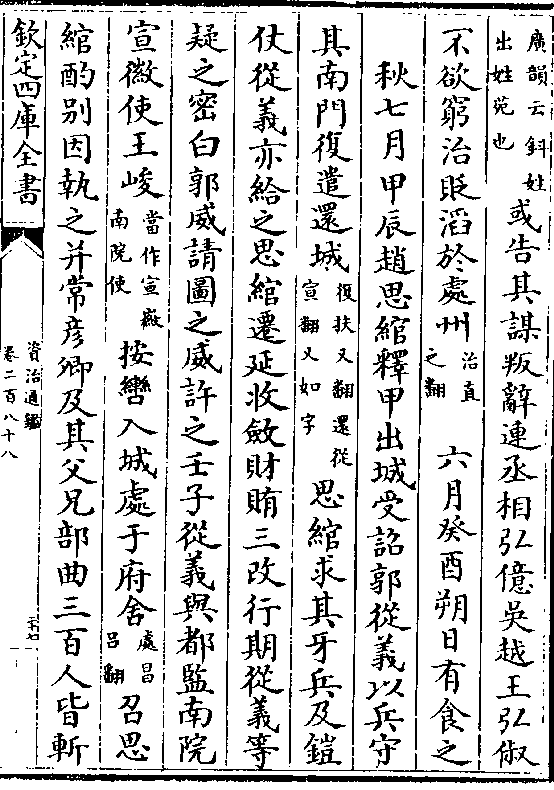 廣韻云鈄姓
出姓苑也
或告其謀叛辭連丞相弘億吳越王弘俶
不欲窮治貶滔於處州
治直
之翻
六月癸酉朔日有食之
秋七月甲辰趙思綰釋甲出城受詔郭從義以兵守
其南門復遣還城
復扶又翻還從
宣翻又如字
思綰求其牙兵及鎧
仗從義亦給之思綰遷延收斂財賄三改行期從義等
疑之密白郭威請圖之威許之壬子從義與都監南院
宣徽使王峻
當作宣徽
南院使
按轡入城處于府舍
處昌
吕翻
召思
綰酌别因執之并常彦卿及其父兄部曲三百人皆斬
欽定四庫全書
資治通鑑
卷二百八十八